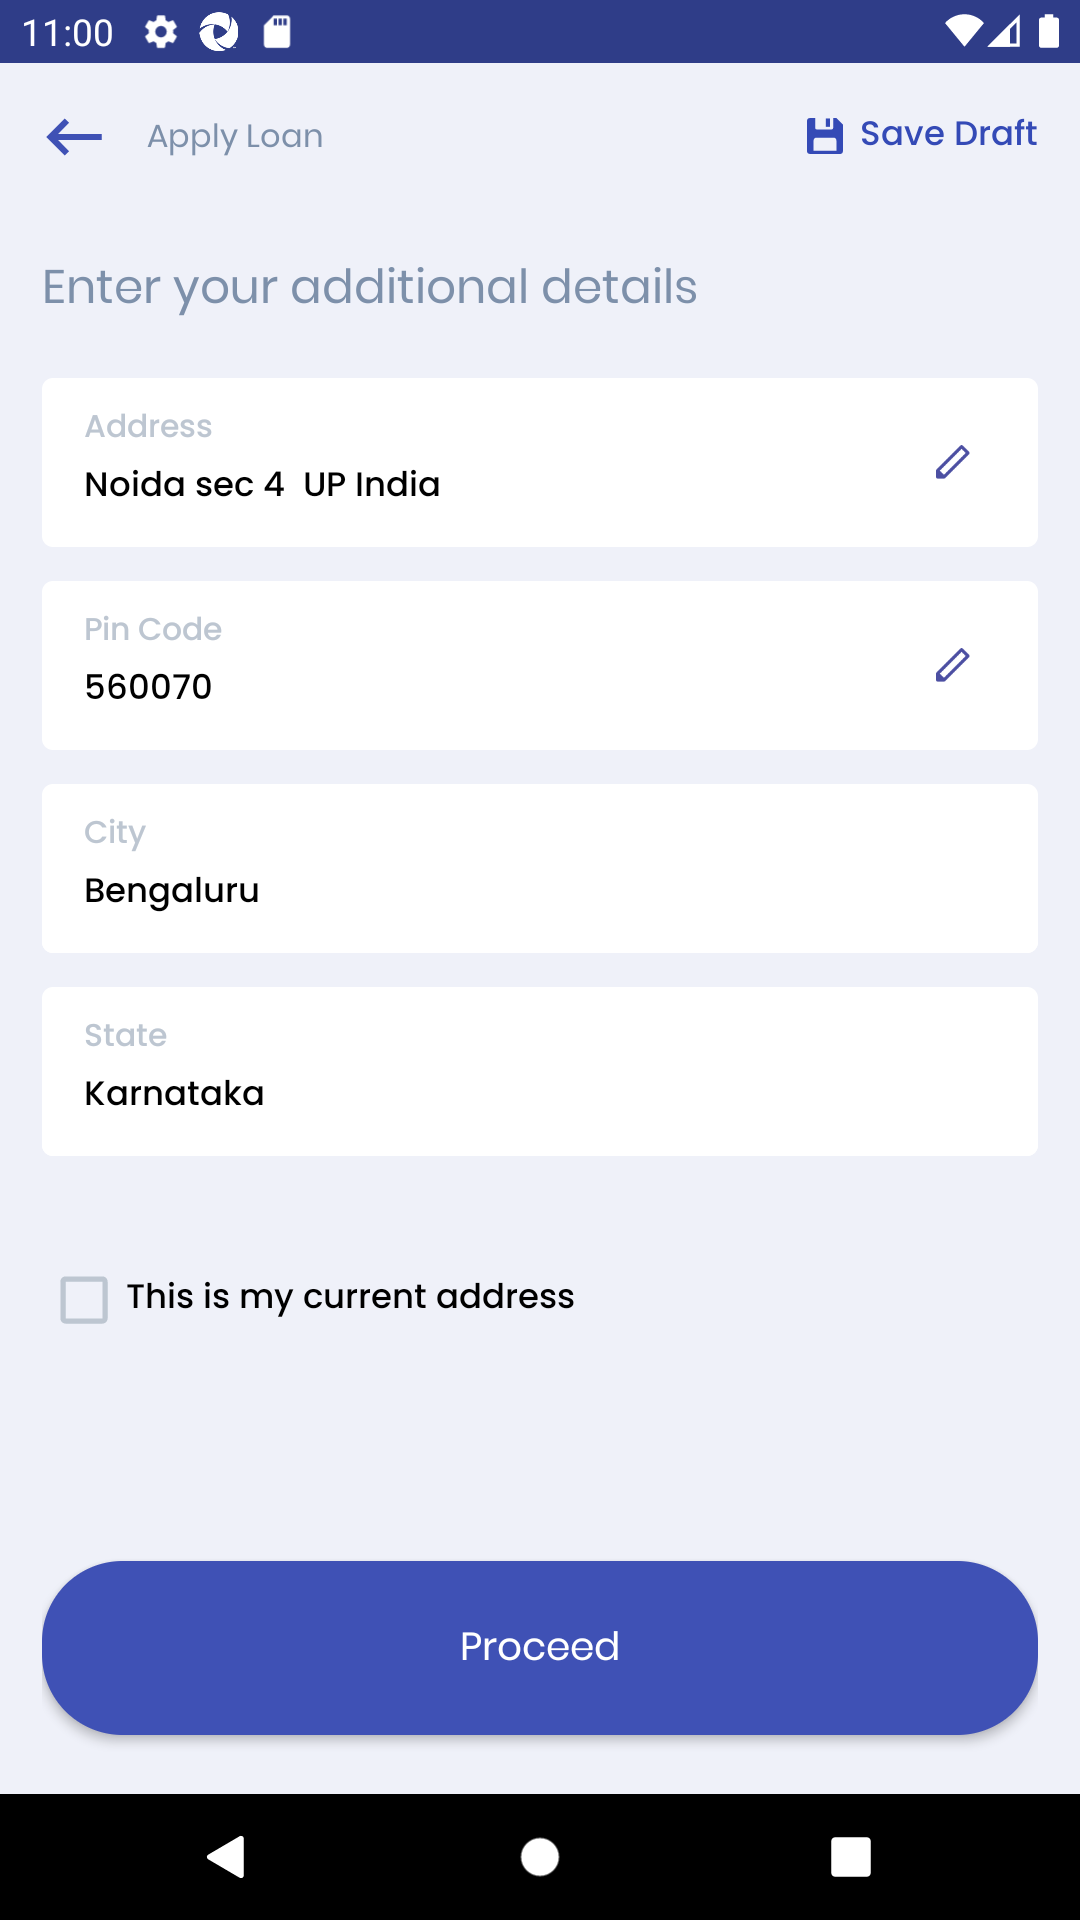 11:00
Apply Loan
Save Draft
Enter your additional details
Address
Noida sec 4  UP India
Pin Code
560070
City
Bengaluru
State
Karnataka
This is my current address
Proceed